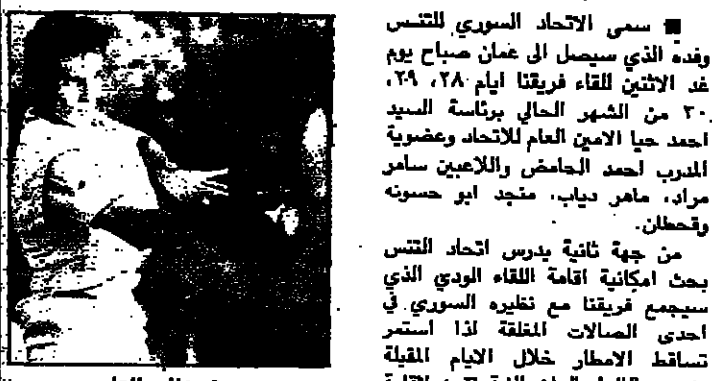 ■ سمى الاتحاد السوري للتنس
وفده الذي سيصل الى عمان صباح يوم
غد الاثنين للقاء فريقنا ايام ٢٨، ٢٩،
٣٠ من الشهر الحالي برئاسة السيد
احمد حيا الامين العام للاتحاد وعضوية
المدرب احمد الحامض واللاعبين سامر
مراد، ماهر دياب، منجد ابو حسونه
وقحطان.
من جهة ثانية يدرس اتحاد التنس
بحث امكانية اقامة اللقاء الودي الذي
سيجمع فريقنا مع نظيره السوري في
احدى الصالات المغلقة اذا استمر
تساقط الامطار خلال الايام المقبلة